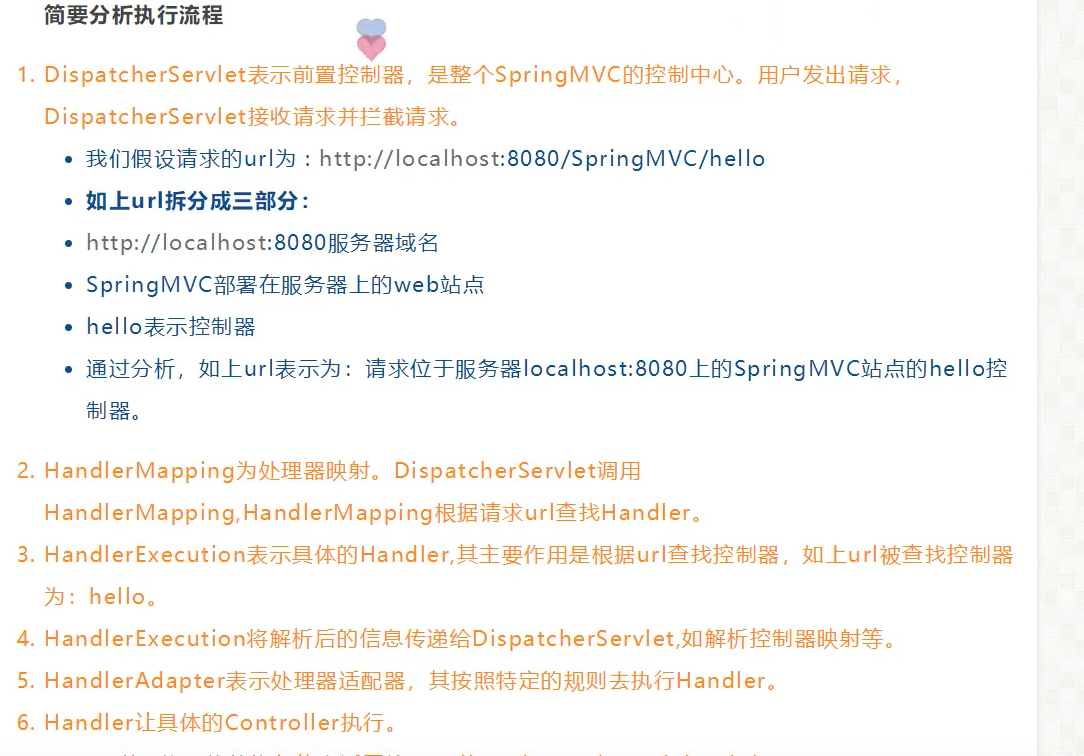 简要分析执行流程
1. DispatcherServlet表示前置控制器，是整个SpringMVC的控制中心。用户发出请求，
DispatcherServlet接收请求并拦截请求。
• 我们假设请求的url为 : http://localhost:8080/SpringMVC/hello
• 如上url拆分成三部分：
• http://localhost:8080服务器域名
• SpringMVC部署在服务器上的web站点
• hello表示控制器
• 通过分析，如上url表示为：请求位于服务器localhost:8080上的SpringMVC站点的hello控
制器。
2. HandlerMapping为处理器映射。DispatcherServlet调用
HandlerMapping,HandlerMapping根据请求url查找Handler。
3. HandlerExecution表示具体的Handler,其主要作用是根据url查找控制器，如上url被查找控制器
为：hello。
4. HandlerExecution将解析后的信息传递给DispatcherServlet,如解析控制器映射等。
5. HandlerAdapter表示处理器适配器，其按照特定的规则去执行Handler。
6. Handler让具体的Controller执行。